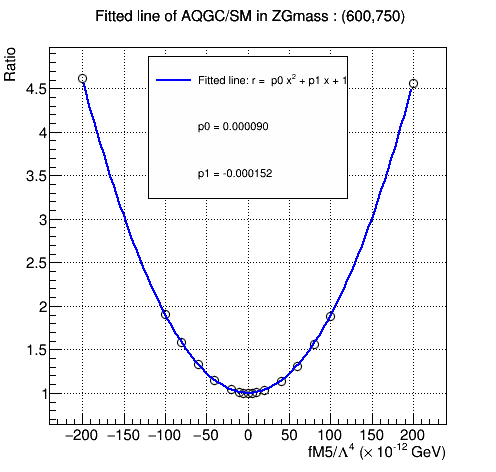 Fitted line of AQGC/SM in ZGmass : (600,750)
Ratio
Fitted line: r = p0 x² + p1 x + 1
p0 = 0.000090
p1 = -0.000152
4.5
4
3.5
3
2.5
2
1.5
1
−200 −150 −100 −50 0 50 100 150 200
fM5/Λ⁴ (× 10⁻¹² GeV)